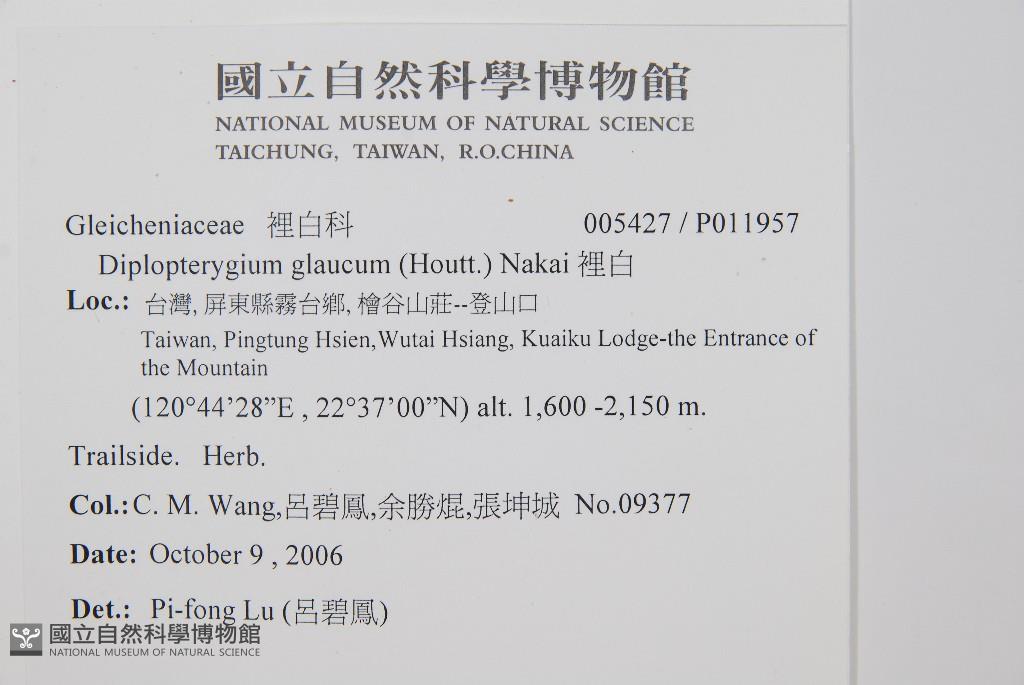 國立自然科學博物館
NATIONAL MUSEUM OF NATURAL SCIENCE
TAICHUNG, TAIWAN, R.O.CHINA
Gleicheniaceae 裡白科 005427 / P011957
Diplopterygium glaucum (Houtt.) Nakai 裡白
Loc.: 台灣, 屏東縣霧台鄉, 檜谷山莊--登山口
Taiwan, Pingtung Hsien,Wutai Hsiang, Kuaiku Lodge-the Entrance of
the Mountain
(120°44’28”E , 22°37’00”N) alt. 1,600 -2,150 m.
Trailside. Herb.
Col.: C. M. Wang,呂碧鳳,余勝焜,張坤城 No.09377
Date: October 9 , 2006
Det.: Pi-fong Lu (呂碧鳳)
國立自然科學博物館
NATIONAL MUSEUM OF NATURAL SCIENCE